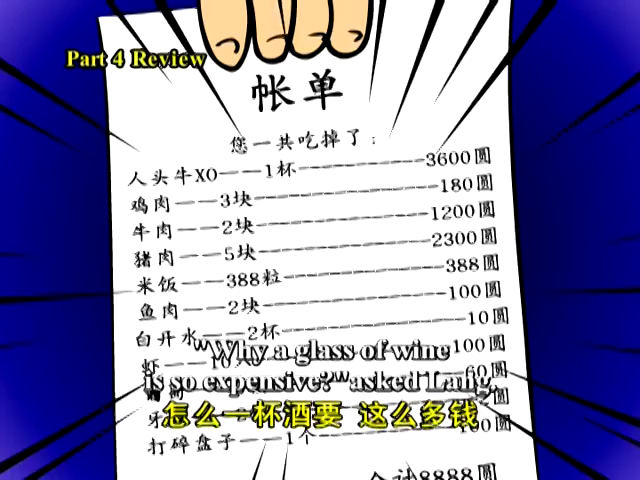 Part 4 Review
帐单
您一共吃掉了：
人头牛XO——1杯——————3600圆
鸡肉——3块——————180圆
牛肉——2块——————1200圆
猪肉——5块——————2300圆
米饭——388粒——————388圆
鱼肉——2块——————100圆
白开水——2杯——————10圆
虾——10 100圆
60圆
牙 圆
打碎盘子——1个 100圆
合计8888圆
"Why a glass of wine
is so expensive?"asked Lang
怎么一杯酒要 这么多钱